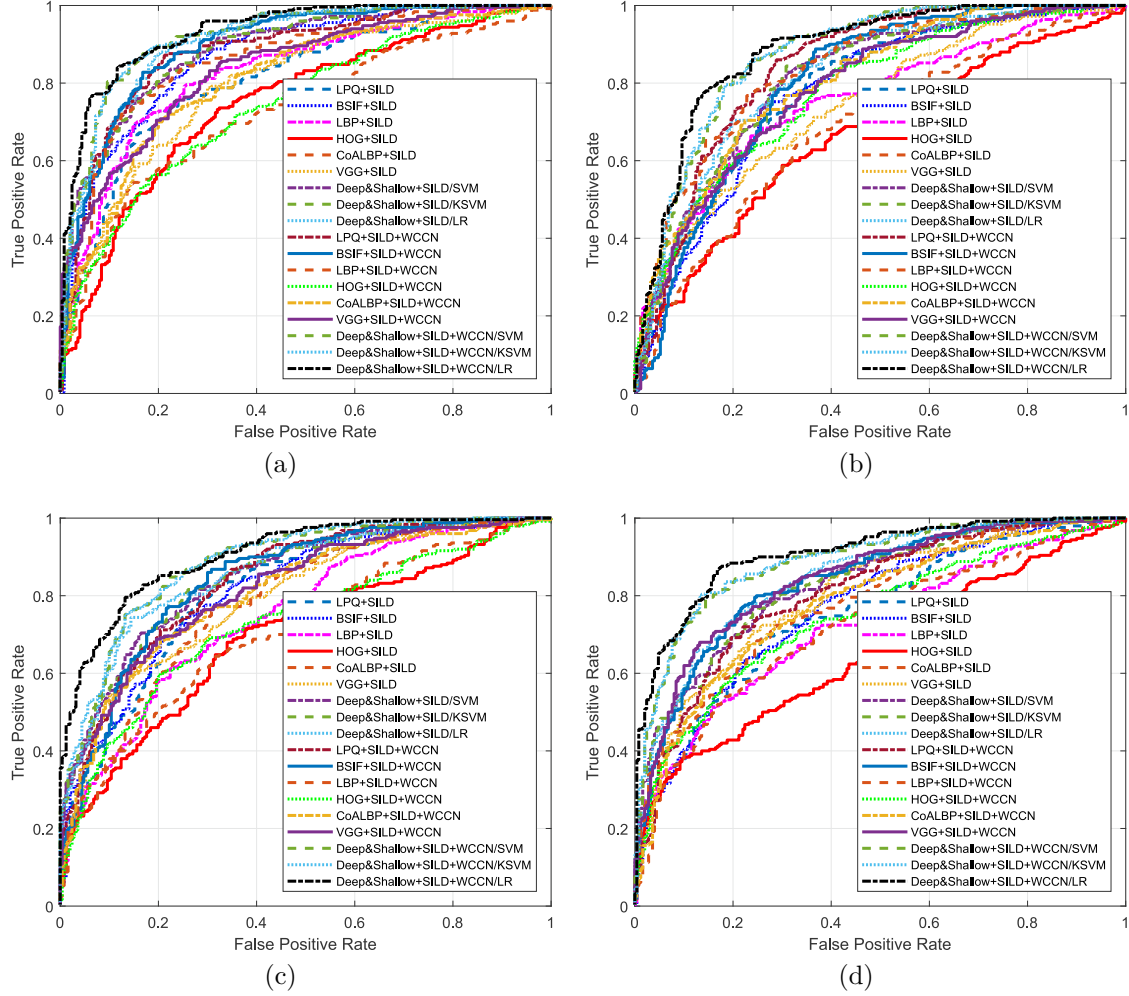 1
0.8
0.6
0.4
0.2
0
True Positive Rate
LPQ+SILD
BSIF+SILD
LBP+SILD
HOG+SILD
CoALBP+SILD
VGG+SILD
Deep&Shallow+SILD/SVM
Deep&Shallow+SILD/KSVM
Deep&Shallow+SILD/LR
LPQ+SILD+WCCN
BSIF+SILD+WCCN
LBP+SILD+WCCN
HOG+SILD+WCCN
CoALBP+SILD+WCCN
VGG+SILD+WCCN
Deep&Shallow+SILD+WCCN/SVM
Deep&Shallow+SILD+WCCN/KSVM
Deep&Shallow+SILD+WCCN/LR
0 0.2 0.4 0.6 0.8 1
False Positive Rate
(a)
1
0.8
0.6
0.4
0.2
0
True Positive Rate
LPQ+SILD
BSIF+SILD
LBP+SILD
HOG+SILD
CoALBP+SILD
VGG+SILD
Deep&Shallow+SILD/SVM
Deep&Shallow+SILD/KSVM
Deep&Shallow+SILD/LR
LPQ+SILD+WCCN
BSIF+SILD+WCCN
LBP+SILD+WCCN
HOG+SILD+WCCN
CoALBP+SILD+WCCN
VGG+SILD+WCCN
Deep&Shallow+SILD+WCCN/SVM
Deep&Shallow+SILD+WCCN/KSVM
Deep&Shallow+SILD+WCCN/LR
0 0.2 0.4 0.6 0.8 1
False Positive Rate
(b)
1
0.8
0.6
0.4
0.2
0
True Positive Rate
LPQ+SILD
BSIF+SILD
LBP+SILD
HOG+SILD
CoALBP+SILD
VGG+SILD
Deep&Shallow+SILD/SVM
Deep&Shallow+SILD/KSVM
Deep&Shallow+SILD/LR
LPQ+SILD+WCCN
BSIF+SILD+WCCN
LBP+SILD+WCCN
HOG+SILD+WCCN
CoALBP+SILD+WCCN
VGG+SILD+WCCN
Deep&Shallow+SILD+WCCN/SVM
Deep&Shallow+SILD+WCCN/KSVM
Deep&Shallow+SILD+WCCN/LR
0 0.2 0.4 0.6 0.8 1
False Positive Rate
(c)
1
0.8
0.6
0.4
0.2
0
True Positive Rate
LPQ+SILD
BSIF+SILD
LBP+SILD
HOG+SILD
CoALBP+SILD
VGG+SILD
Deep&Shallow+SILD/SVM
Deep&Shallow+SILD/KSVM
Deep&Shallow+SILD/LR
LPQ+SILD+WCCN
BSIF+SILD+WCCN
LBP+SILD+WCCN
HOG+SILD+WCCN
CoALBP+SILD+WCCN
VGG+SILD+WCCN
Deep&Shallow+SILD+WCCN/SVM
Deep&Shallow+SILD+WCCN/KSVM
Deep&Shallow+SILD+WCCN/LR
0 0.2 0.4 0.6 0.8 1
False Positive Rate
(d)